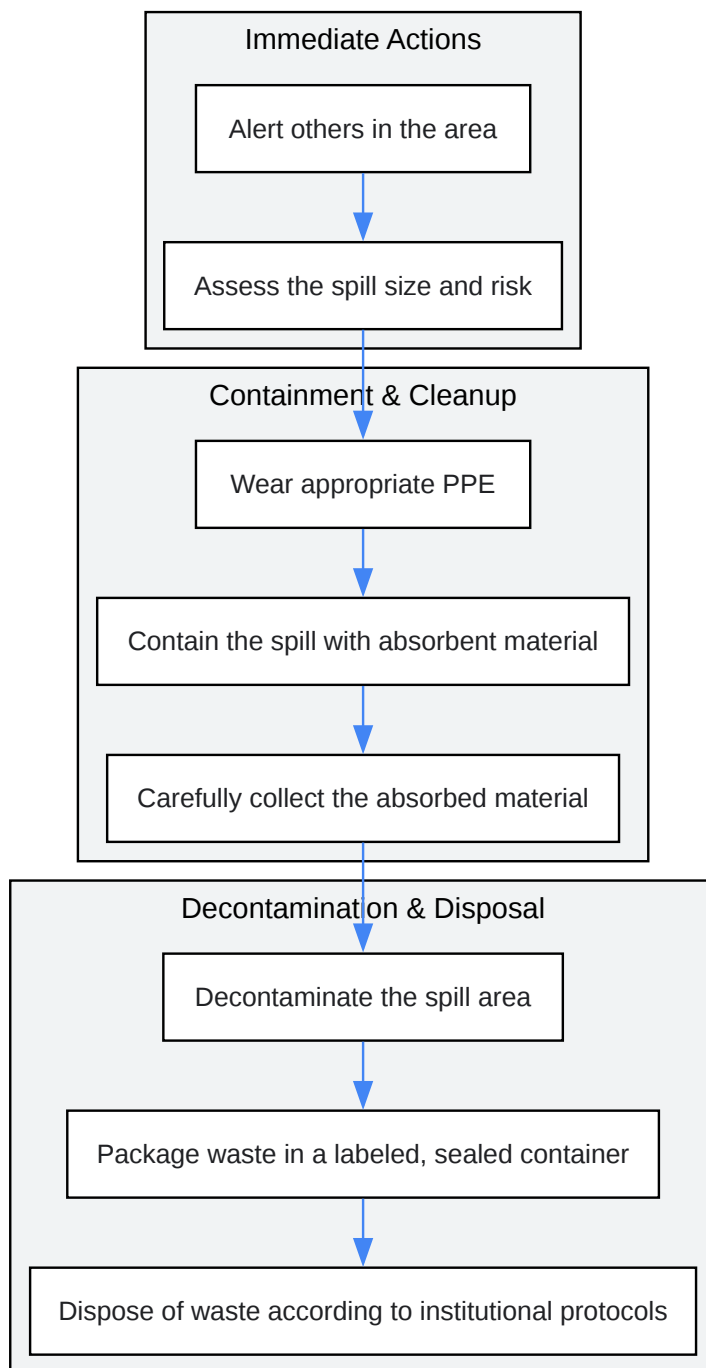 Immediate Actions
Alert others in the area
Assess the spill size and risk
Containment & Cleanup
Wear appropriate PPE
Contain the spill with absorbent material
Carefully collect the absorbed material
Decontamination & Disposal
Decontaminate the spill area
Package waste in a labeled, sealed container
Dispose of waste according to institutional protocols